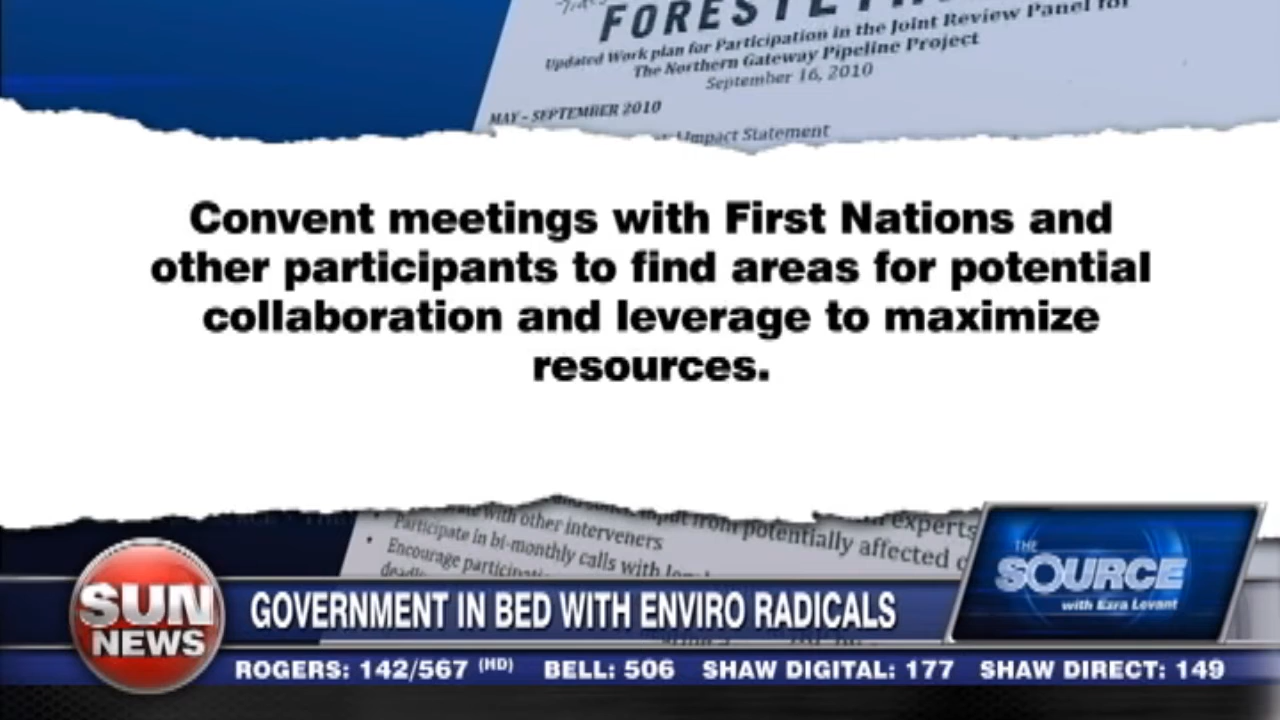 Updated Work plan for Participation in the Joint Review Panel for
The Northern Gateway Pipeline Project
September 16, 2010
MAY - SEPTEMBER 2010
Impact Statement
Convent meetings with First Nations and
other participants to find areas for potential
collaboration and leverage to maximize
resources.
with other interveners
input from potentially affected
experts
• Participate in bi-monthly calls with
• Encourage
THE
SOURCE
with Ezra Levant
SUN
NEWS
GOVERNMENT IN BED WITH ENVIRO RADICALS
ROGERS: 142/567 (HD) BELL: 506 SHAW DIGITAL: 177 SHAW DIRECT: 149